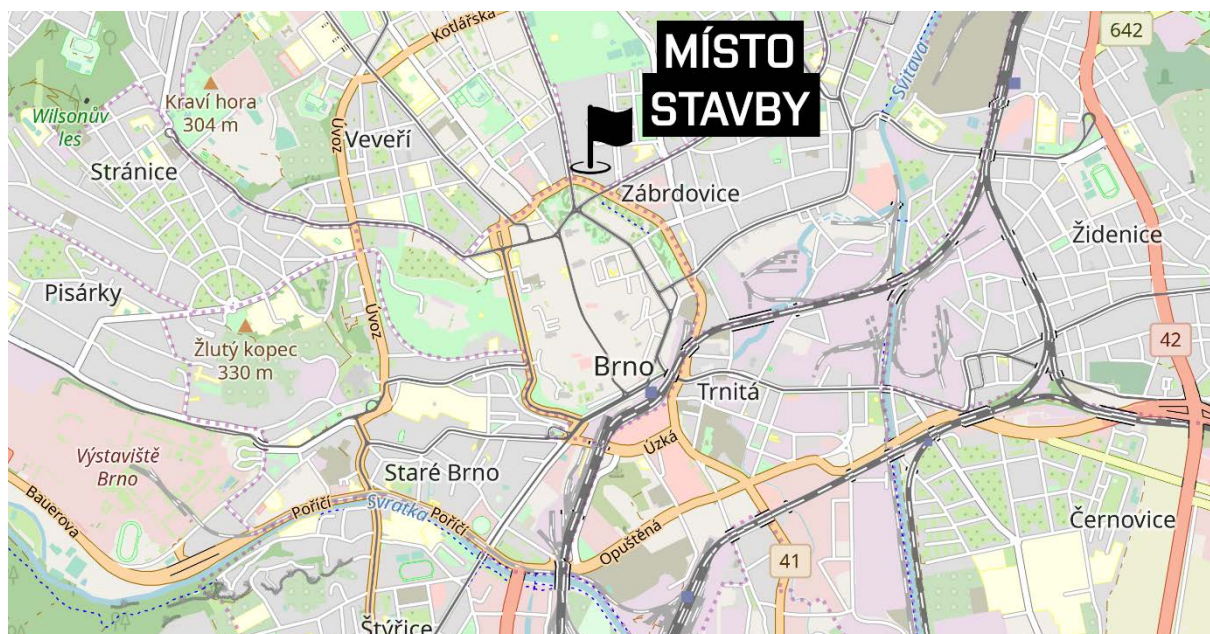 Kotlářská
MÍSTO
STAVBY
642
Svitava
Kraví hora
304 m
Wilsonův
les
Úvoz
Veveří
Stránice
Zábrdovice
Židenice
Pisárky
Úvoz
Žlutý kopec
330 m
42
Brno
Trnitá
Úzká
Výstaviště
Brno
Staré Brno
Bauerova
Poříčí
Svratka
Poříčí
Opuštěná
Černovice
41
Štýřice